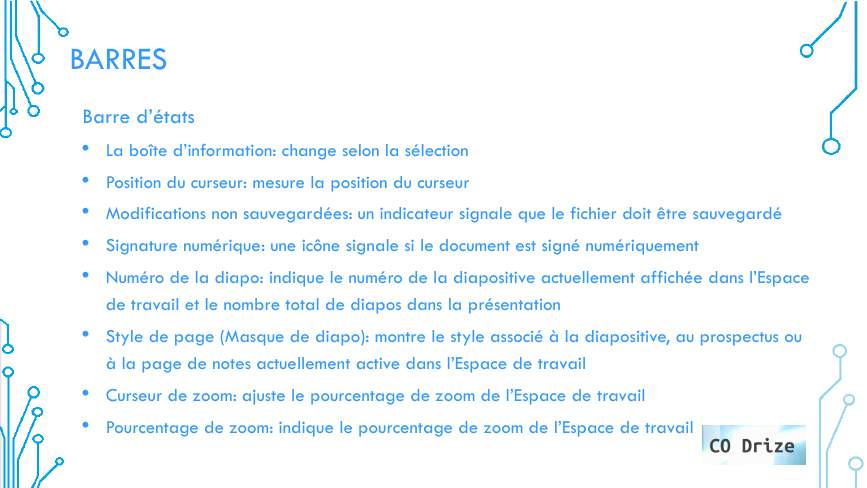 BARRES
Barre d'états
• La boîte d'information: change selon la sélection
• Position du curseur: mesure la position du curseur
• Modifications non sauvegardées: un indicateur signale que le fichier doit être sauvegardé
• Signature numérique: une icône signale si le document est signé numériquement
• Numéro de la diapo: indique le numéro de la diapositive actuellement affichée dans l'Espace
de travail et le nombre total de diapos dans la présentation
• Style de page (Masque de diapo): montre le style associé à la diapositive, au prospectus ou
à la page de notes actuellement active dans l'Espace de travail
• Curseur de zoom: ajuste le pourcentage de zoom de l'Espace de travail
• Pourcentage de zoom: indique le pourcentage de zoom de l'Espace de travail
CO Drize